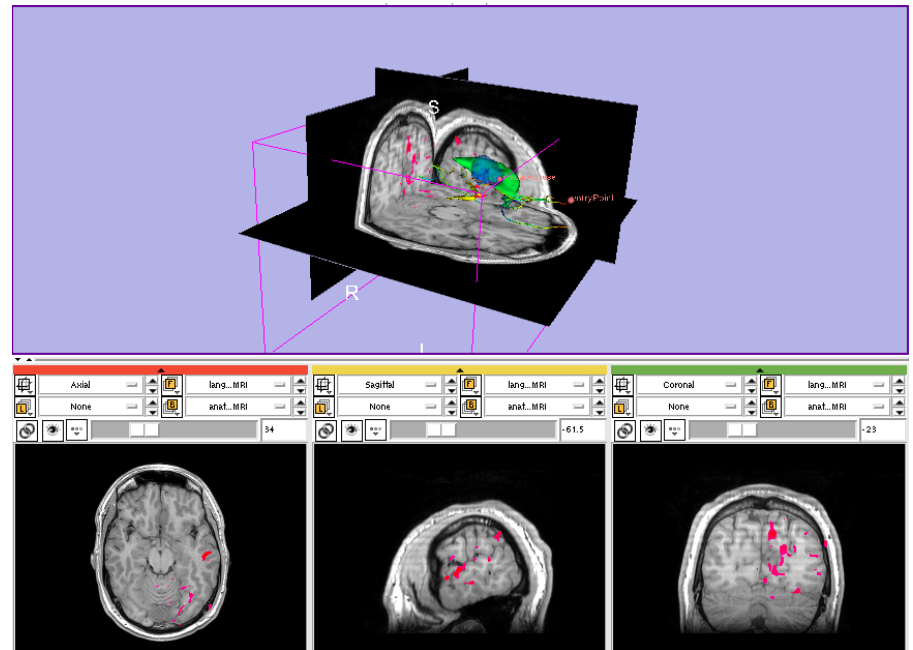 S
ntryPoint
R
Axial
F
lang...MRI
L
None
B
anat...MRI
34
Sagittal
F
lang...MRI
L
None
B
anat...MRI
-61.5
Coronal
F
lang...MRI
L
None
B
anat...MRI
-23